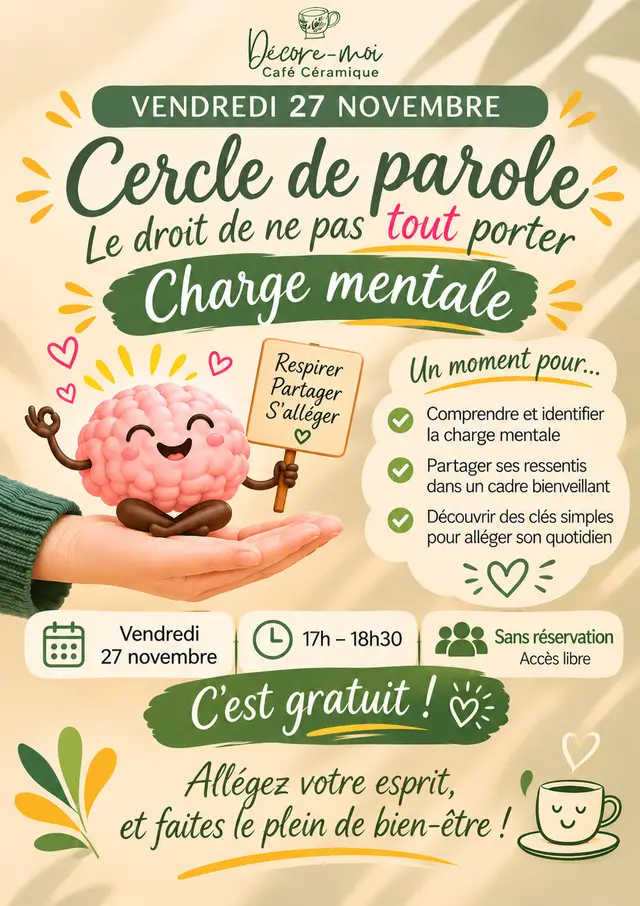 Décore-moi
Café Céramique
VENDREDI 27 NOVEMBRE
Cercle de parole
Le droit de ne pas tout porter
Charge mentale
Respirer
Partager
S'alléger
Un moment pour...
Comprendre et identifier
la charge mentale
Partager ses ressentis
dans un cadre bienveillant
Découvrir des clés simples
pour alléger son quotidien
Vendredi
27 novembre
17h – 18h30
Sans réservation
Accès libre
C'est gratuit !
Allégez votre esprit,
et faites le plein de bien-être !